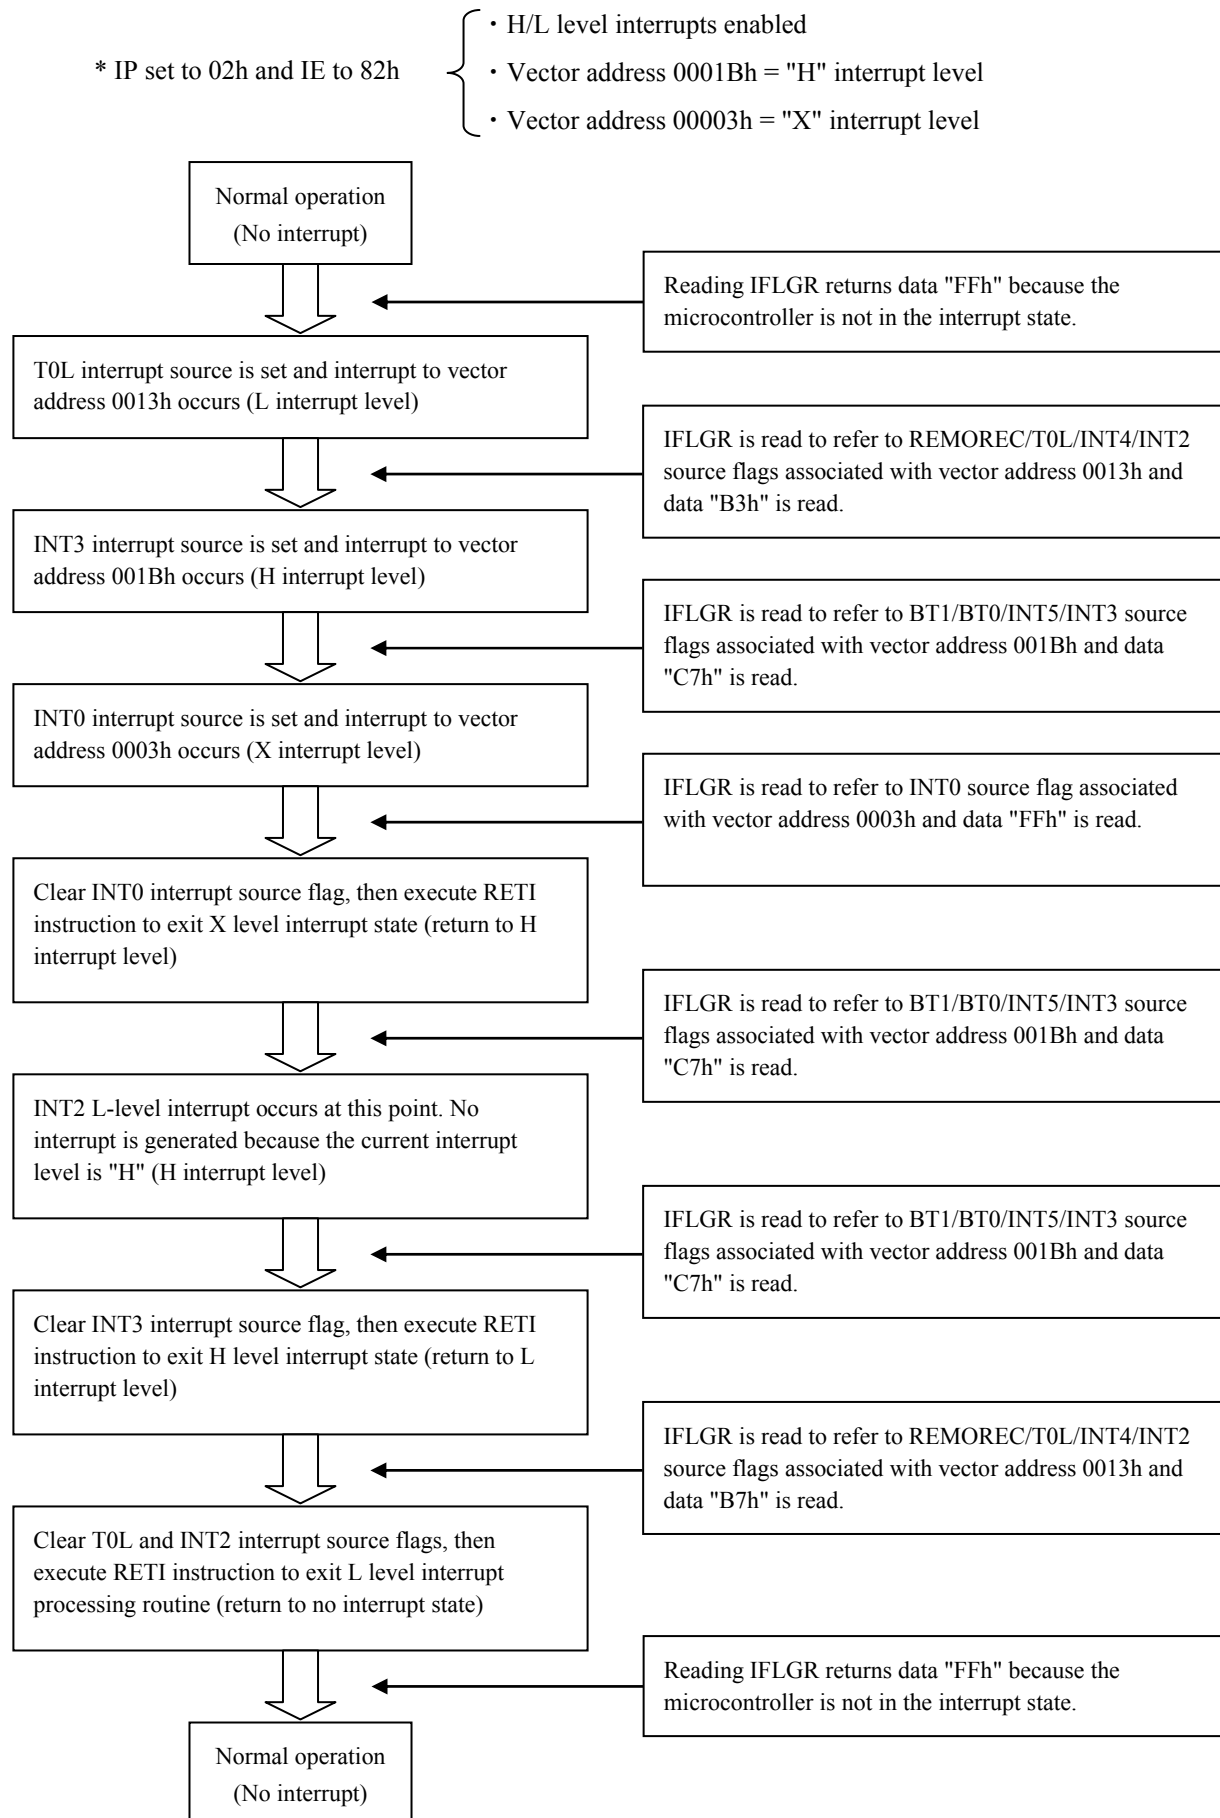 ・ H/L level interrupts enabled
* IP set to 02h and IE to 82h
・ Vector address 0001Bh = "H" interrupt level
・ Vector address 00003h = "X" interrupt level
Normal operation
(No interrupt)
Reading IFLGR returns data "FFh" because the
microcontroller is not in the interrupt state.
T0L interrupt source is set and interrupt to vector
address 0013h occurs (L interrupt level)
IFLGR is read to refer to REMOREC/T0L/INT4/INT2
source flags associated with vector address 0013h and
data "B3h" is read.
INT3 interrupt source is set and interrupt to vector
address 001Bh occurs (H interrupt level)
IFLGR is read to refer to BT1/BT0/INT5/INT3 source
flags associated with vector address 001Bh and data
"C7h" is read.
INT0 interrupt source is set and interrupt to vector
address 0003h occurs (X interrupt level)
IFLGR is read to refer to INT0 source flag associated
with vector address 0003h and data "FFh" is read.
Clear INT0 interrupt source flag, then execute RETI
instruction to exit X level interrupt state (return to H
interrupt level)
IFLGR is read to refer to BT1/BT0/INT5/INT3 source
flags associated with vector address 001Bh and data
"C7h" is read.
INT2 L-level interrupt occurs at this point. No
interrupt is generated because the current interrupt
level is "H" (H interrupt level)
IFLGR is read to refer to BT1/BT0/INT5/INT3 source
flags associated with vector address 001Bh and data
"C7h" is read.
Clear INT3 interrupt source flag, then execute RETI
instruction to exit H level interrupt state (return to L
interrupt level)
IFLGR is read to refer to REMOREC/T0L/INT4/INT2
source flags associated with vector address 0013h and
data "B7h" is read.
Clear T0L and INT2 interrupt source flags, then
execute RETI instruction to exit L level interrupt
processing routine (return to no interrupt state)
Reading IFLGR returns data "FFh" because the
microcontroller is not in the interrupt state.
Normal operation
(No interrupt)